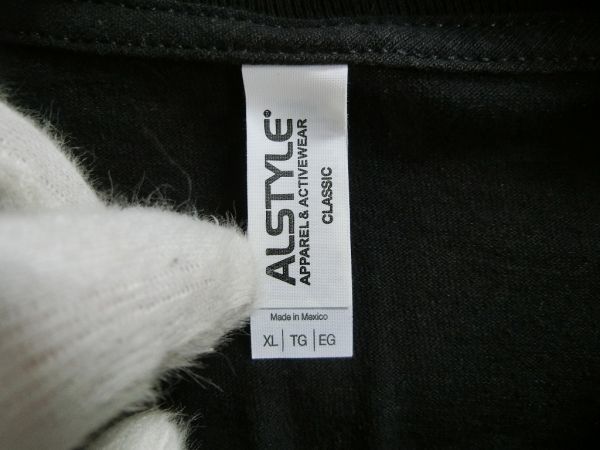 ALSTYLE®
APPAREL & ACTIVEWEAR
CLASSIC
Made in Mexico
XL | TG | EG